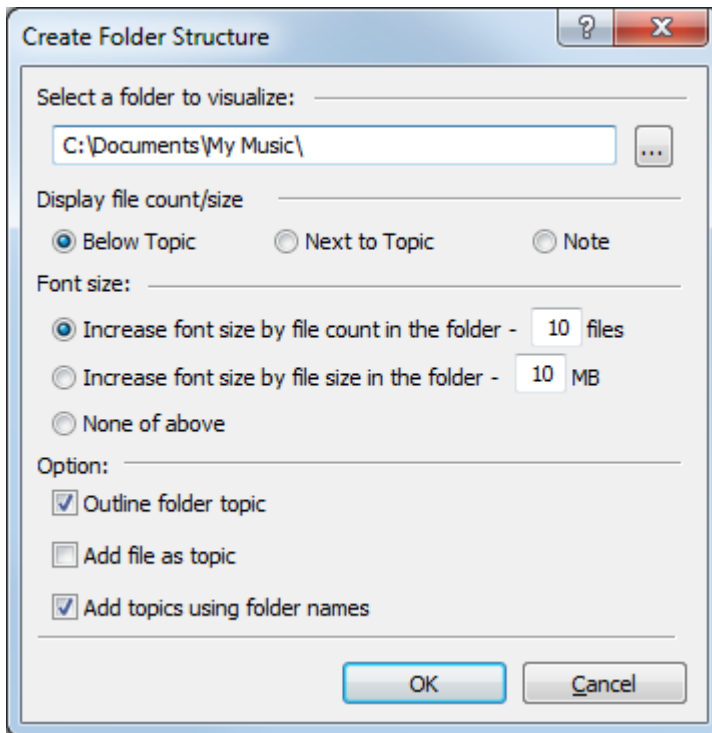 Create Folder Structure
?
Select a folder to visualize:
C:\Documents\My Music\
...
Display file count/size
Below Topic Next to Topic Note
Font size:
Increase font size by file count in the folder - 10 files
Increase font size by file size in the folder - 10 MB
None of above
Option:
Outline folder topic
Add file as topic
Add topics using folder names
OK Cancel